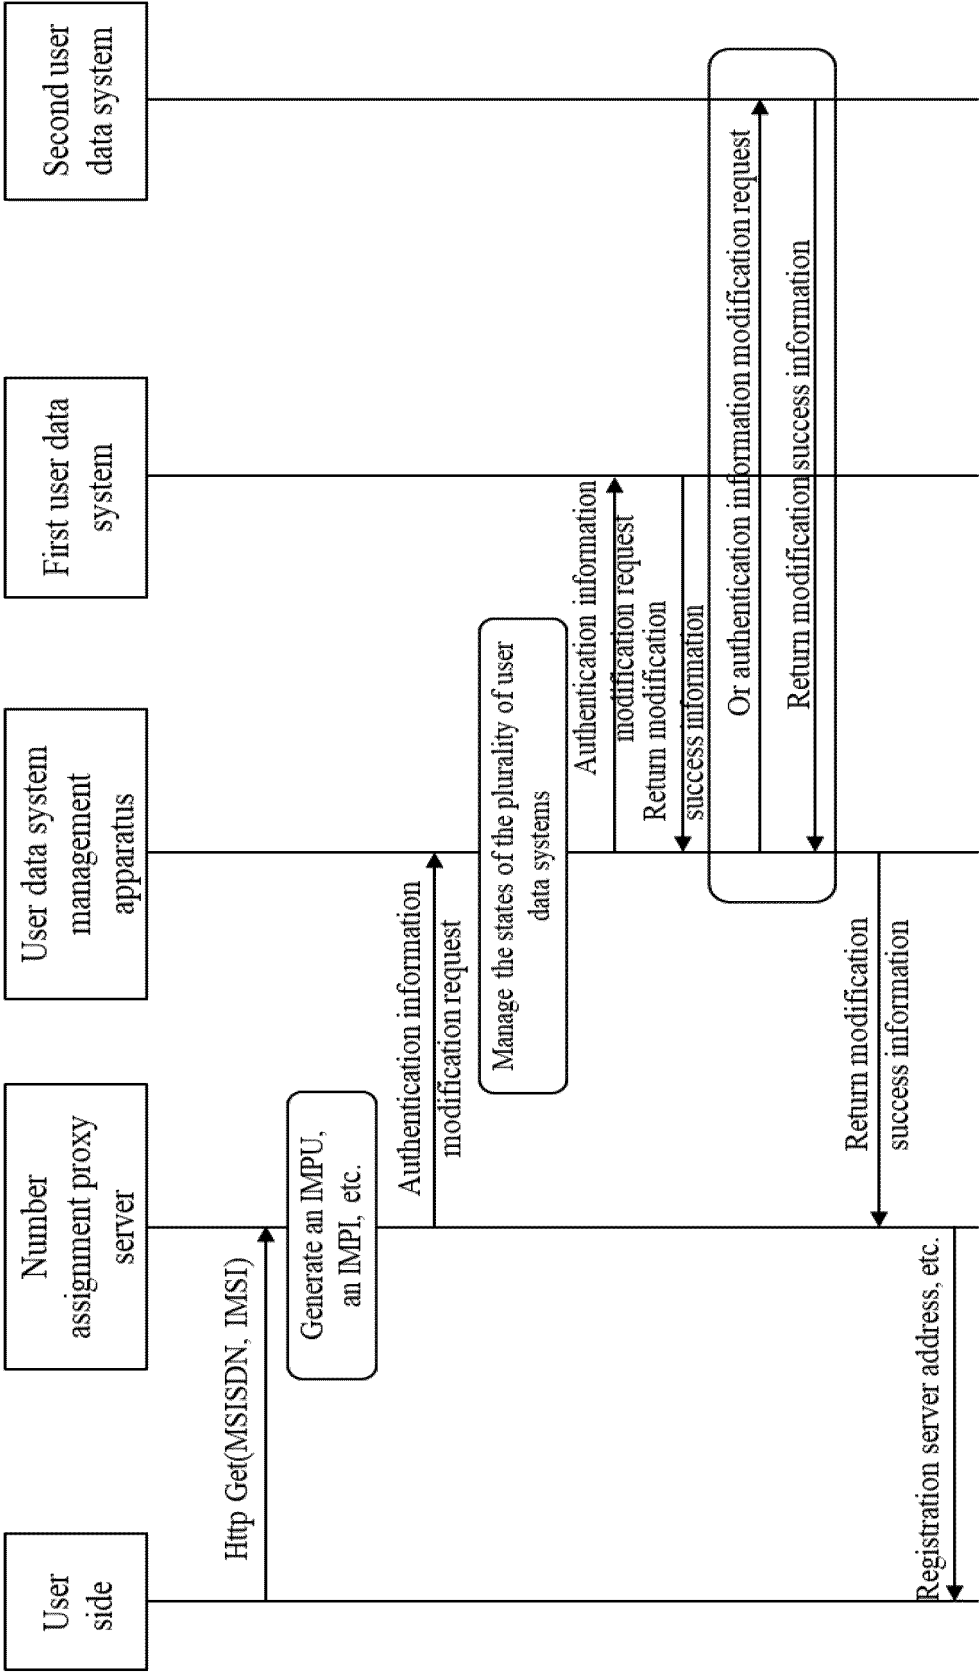 User
side
Number
assignment proxy
server
User data system
management
apparatus
First user data
system
Second user
data system
Http Get(MSISDN, IMSI)
Generate an IMPU,
an IMPI, etc.
Authentication information
modification request
Manage the states of the plurality of user
data systems
Authentication information
modification request
Return modification
success information
Or authentication information modification request
Return modification success information
Return modification
success information
Registration server address, etc.